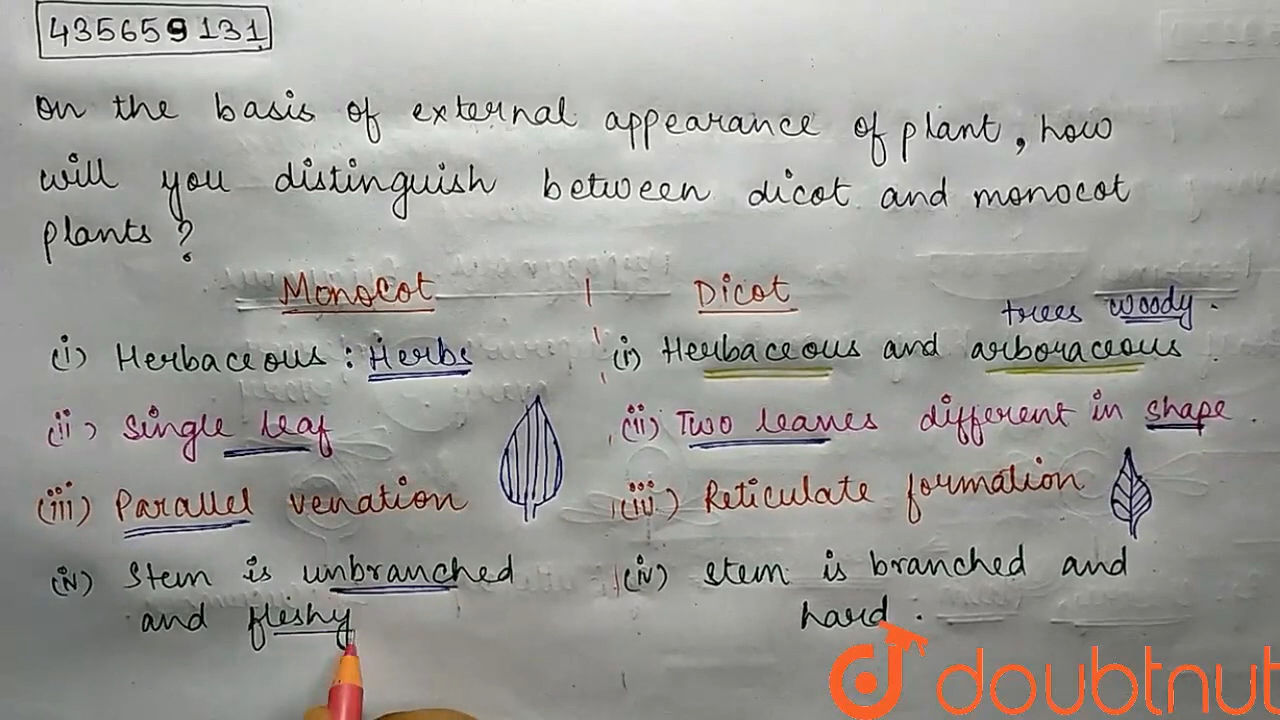 435659131
on the basis of external appearance of plant, how
will you distinguish between dicot and monocot
plants?
Monocot | Dicot
trees woody.
(i) Herbaceous : Herbs
(i) Herbaceous and arboraceous.
(ii) Single leaf
(ii) Two leaves different in shape.
(iii) Parallel venation
(iii) Reticulate formation
(iv) Stem is unbranched
and fleshy
(iv) stem is branched and
hard.
doubtnut